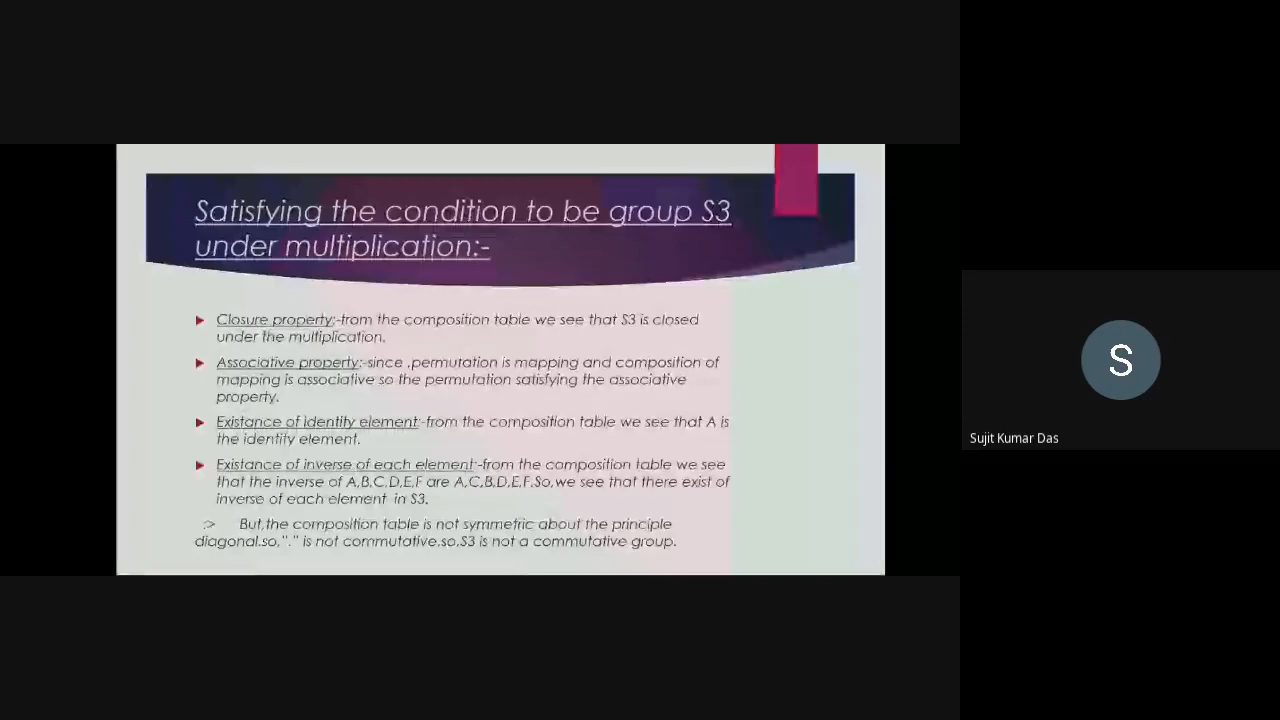 Satisfying the condition to be group S3
under multiplication:-
Closure property:-from the composition table we see that S3 is closed
under the multiplication.
Associative property:-since ,permutation is mapping and composition of
mapping is associative so the permutation satisfying the associative
property.
Existance of identity element:-from the composition table we see that A is
the identity element.
Existance of inverse of each element:-from the composition table we see
that the inverse of A,B,C,D,E,F are A,C,B,D,E,F.So,we see that there exist of
inverse of each element in S3.
:> But,the composition table is not symmetric about the principle
diagonal.so,"." is not commutative.so,S3 is not a commutative group.
S
Sujit Kumar Das